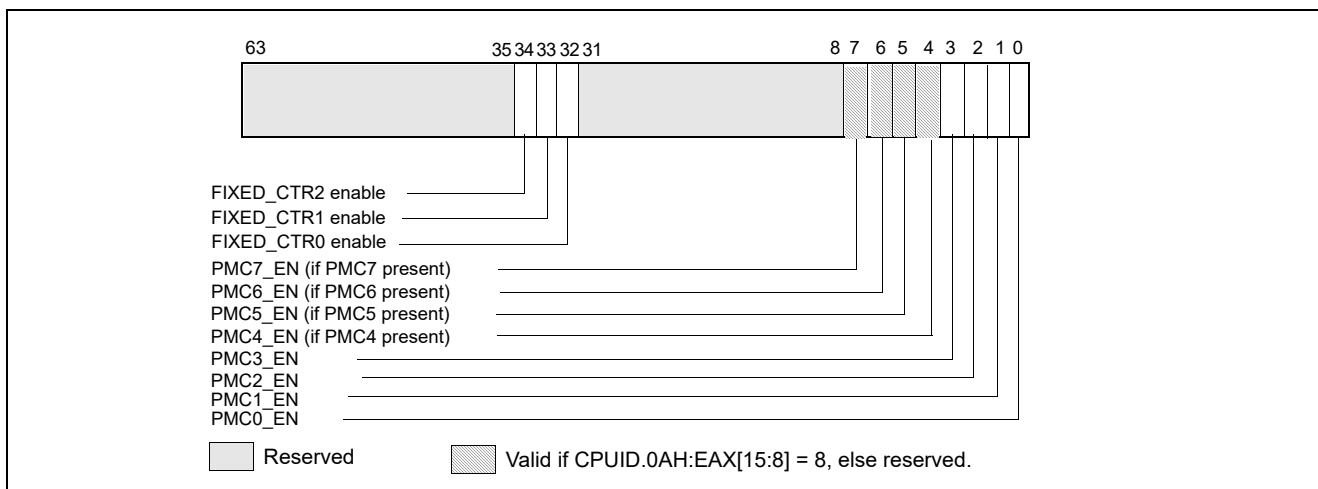 63 35 34 33 32 31 8 7 6 5 4 3 2 1 0
FIXED_CTR2 enable
FIXED_CTR1 enable
FIXED_CTR0 enable
PMC7_EN (if PMC7 present)
PMC6_EN (if PMC6 present)
PMC5_EN (if PMC5 present)
PMC4_EN (if PMC4 present)
PMC3_EN
PMC2_EN
PMC1_EN
PMC0_EN
Reserved Valid if CPUID.0AH:EAX[15:8] = 8, else reserved.